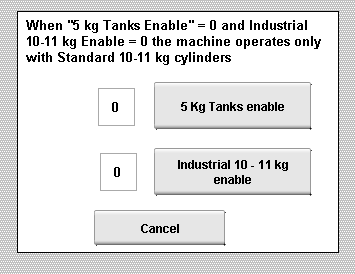 When "5 kg Tanks Enable" = 0 and Industrial
10-11 kg Enable = 0 the machine operates only
with Standard 10-11 kg cylinders
0
5 Kg Tanks enable
0
Industrial 10 - 11 kg
enable
Cancel